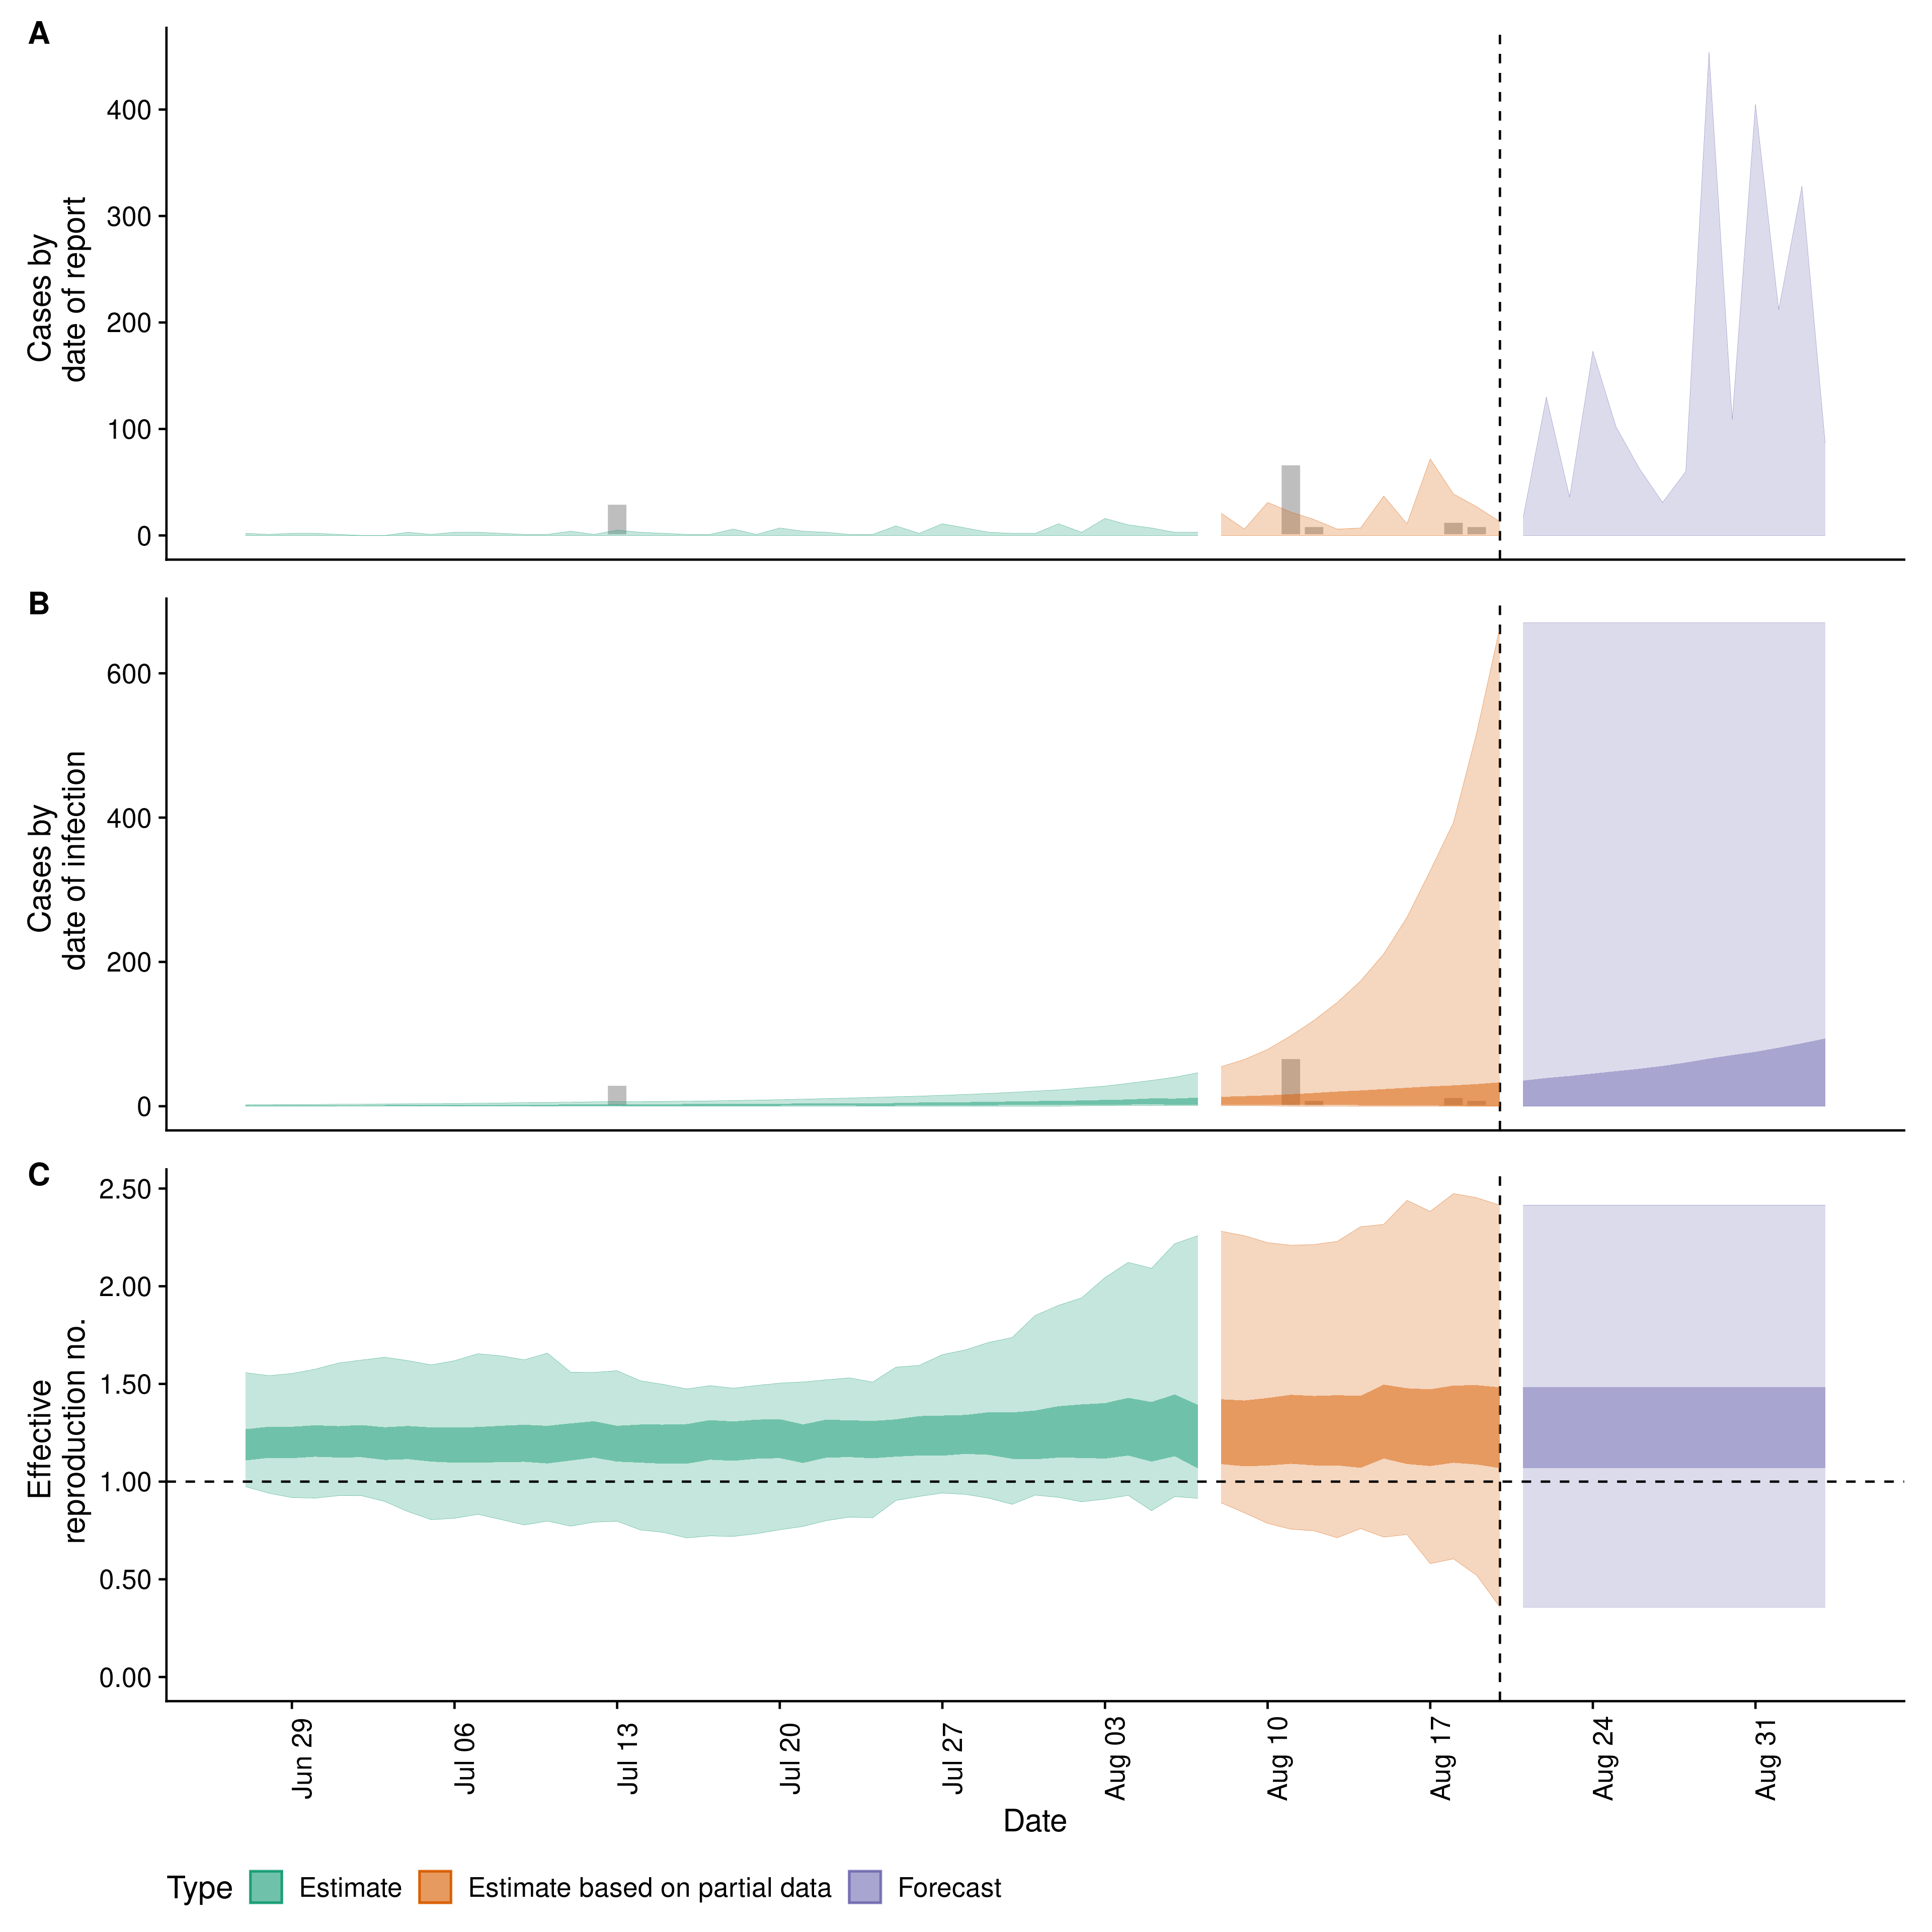 A
Cases by
date of report
400
300
200
100
0
B
Cases by
date of infection
600
400
200
0
C
Effective
reproduction no.
2.50
2.00
1.50
1.00
0.50
0.00
Jun 29
Jul 06
Jul 13
Jul 20
Jul 27
Aug 03
Aug 10
Aug 17
Aug 24
Aug 31
Date
Type Estimate Estimate based on partial data Forecast